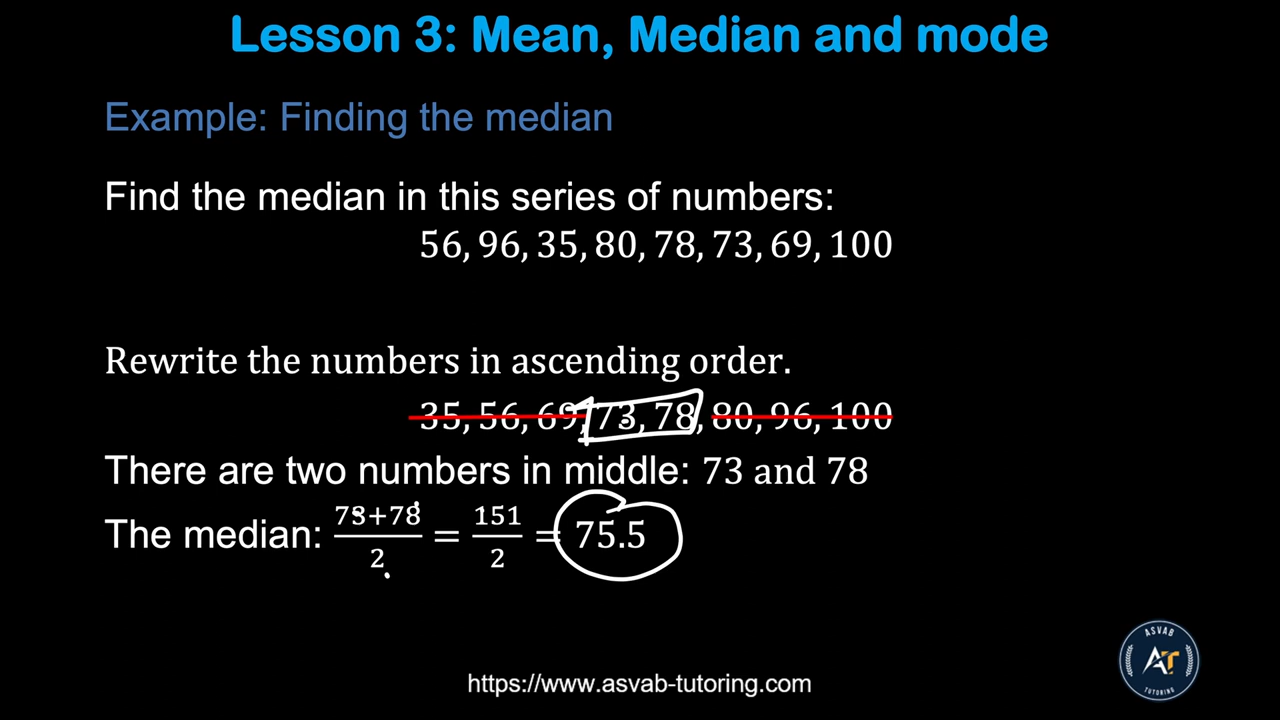 Lesson 3: Mean, Median and mode
Example: Finding the median
Find the median in this series of numbers:
56, 96, 35, 80, 78, 73, 69, 100
Rewrite the numbers in ascending order.
35, 56, 69, 73, 78, 80, 96, 100
There are two numbers in middle: 73 and 78
The median: \frac{73+78}{2} = \frac{151}{2} = 75.5
ASVAB
AT
TUTORING
https://www.asvab-tutoring.com